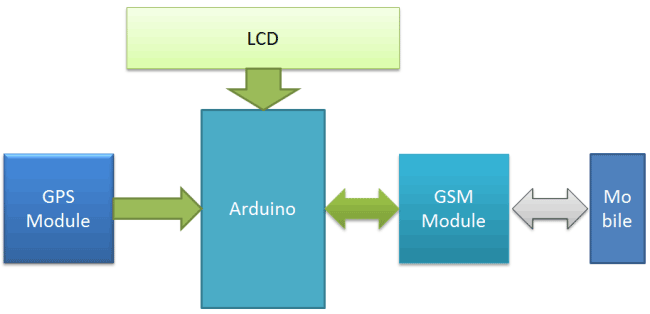 LCD
GPS
Module
Arduino
GSM
Module
Mo
bile